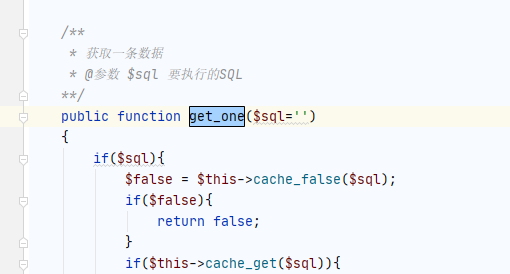 /**
 * 获取一条数据
 * @参数 $sql 要执行的SQL
**/
public function get_one($sql='')
{
    if($sql){
        $false = $this->cache_false($sql);
        if($false){
            return false;
        }
        if($this->cache_get($sql)){